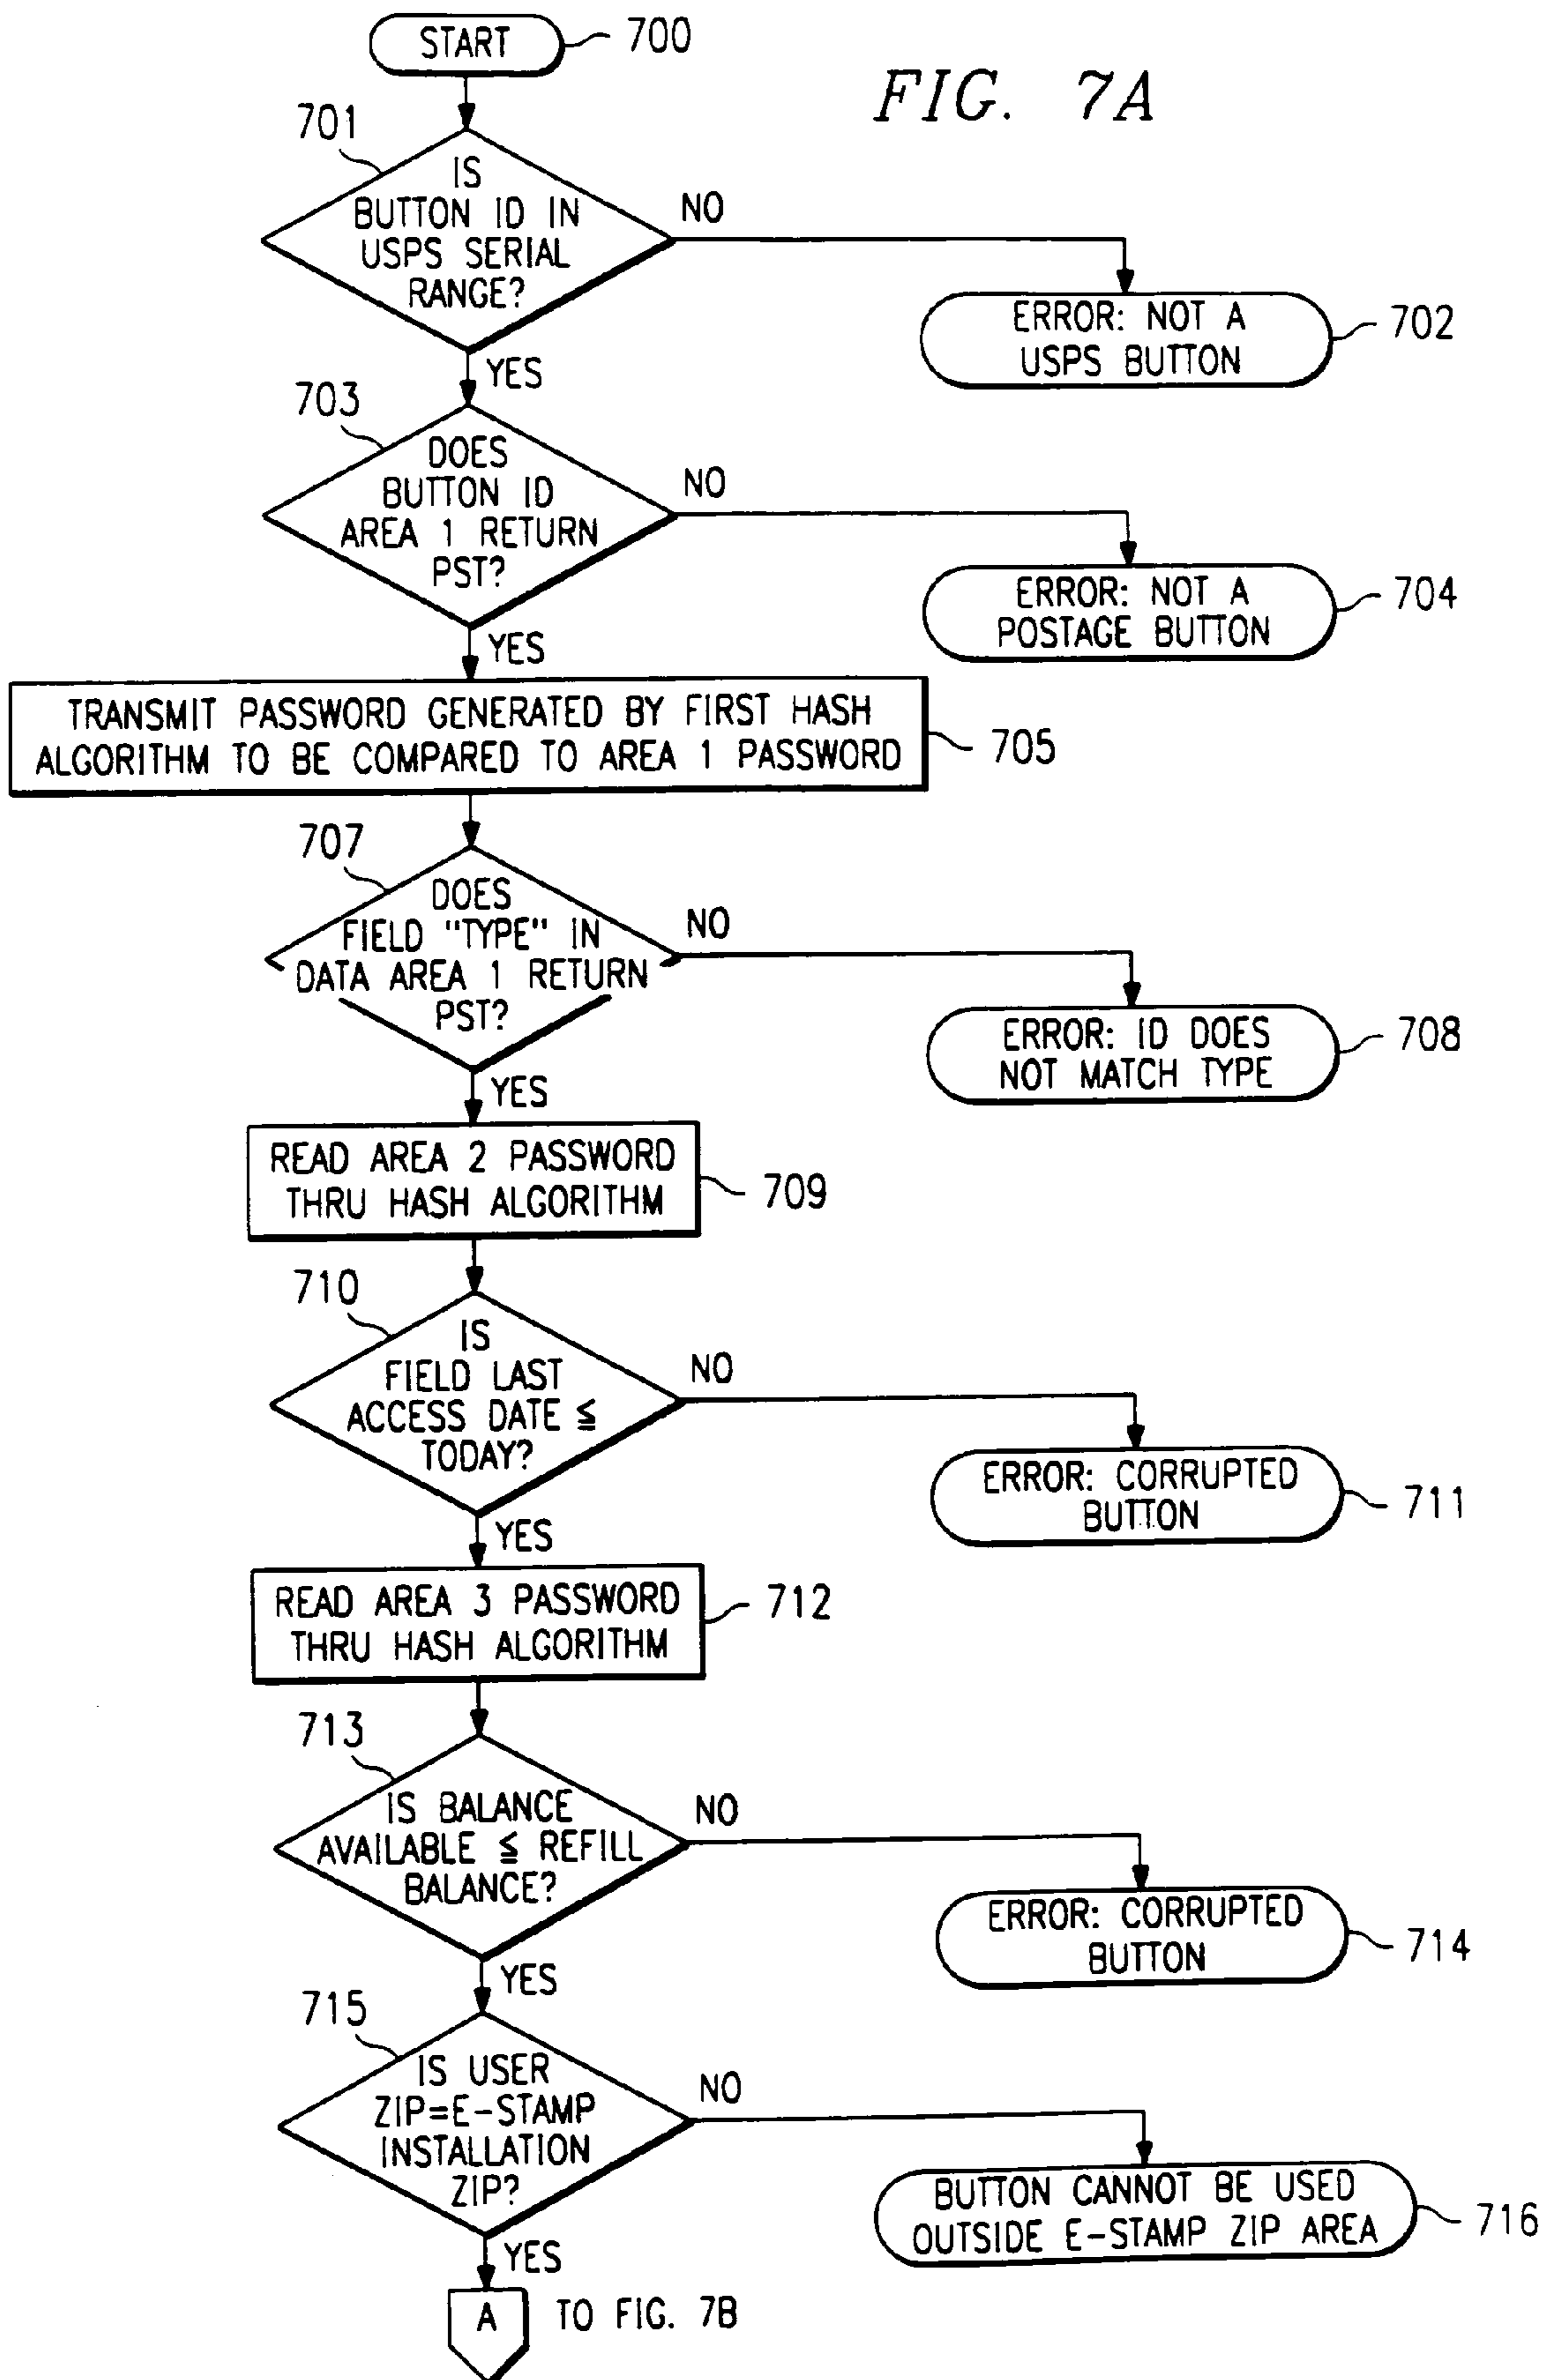 START
700
FIG. 7A
701
IS
BUTTON ID IN
USPS SERIAL
RANGE?
NO
ERROR: NOT A
USPS BUTTON
702
YES
703
DOES
BUTTON ID
AREA 1 RETURN
PST?
NO
ERROR: NOT A
POSTAGE BUTTON
704
YES
TRANSMIT PASSWORD GENERATED BY FIRST HASH
ALGORITHM TO BE COMPARED TO AREA 1 PASSWORD
705
707
DOES
FIELD "TYPE" IN
DATA AREA 1 RETURN
PST?
NO
ERROR: ID DOES
NOT MATCH TYPE
708
YES
READ AREA 2 PASSWORD
THRU HASH ALGORITHM
709
710
IS
FIELD LAST
ACCESS DATE ≦
TODAY?
NO
ERROR: CORRUPTED
BUTTON
711
YES
READ AREA 3 PASSWORD
THRU HASH ALGORITHM
712
713
IS BALANCE
AVAILABLE ≦ REFILL
BALANCE?
NO
ERROR: CORRUPTED
BUTTON
714
YES
715
IS USER
ZIP=E-STAMP
INSTALLATION
ZIP?
NO
BUTTON CANNOT BE USED
OUTSIDE E-STAMP ZIP AREA
716
YES
A
TO FIG. 7B